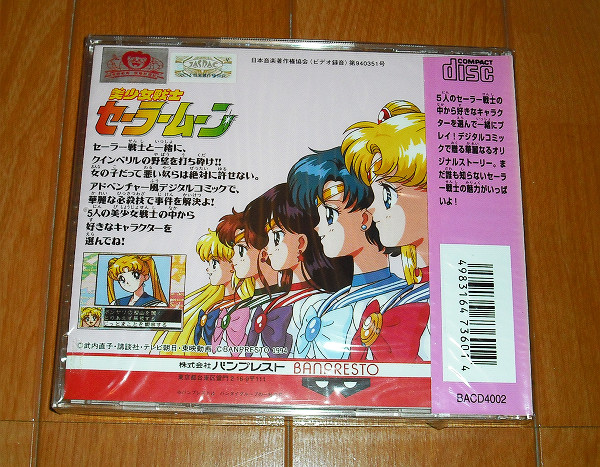 日本音楽著作権協会(ビデオ録音)第940351号
美少女戦士
セーラームーン
セーラー戦士と一緒に、
クインベリルの野望を打ち砕け!!
女の子だって悪い奴らは絶対に許せない。
アドベンチャー風デジタルコミックで、
華麗な必殺技で事件を解決よ!
5人の美少女戦士の中から
好きなキャラクターを
選んでね!
©武内直子・講談社・テレビ朝日・東映動画 ©BANPRESTO 1994
株式会社 バンプレスト BANPRESTO
COMPACT
disc
5人のセーラー戦士の
中から好きなキャラク
ターを選んで一緒にプ
レイ!デジタルコミッ
クで贈る華麗なるオリ
ジナルストーリー。ま
だ誰も知らないセーラ
ー戦士の魅力がいっぱ
いよ!
4983164736014
BACD4002